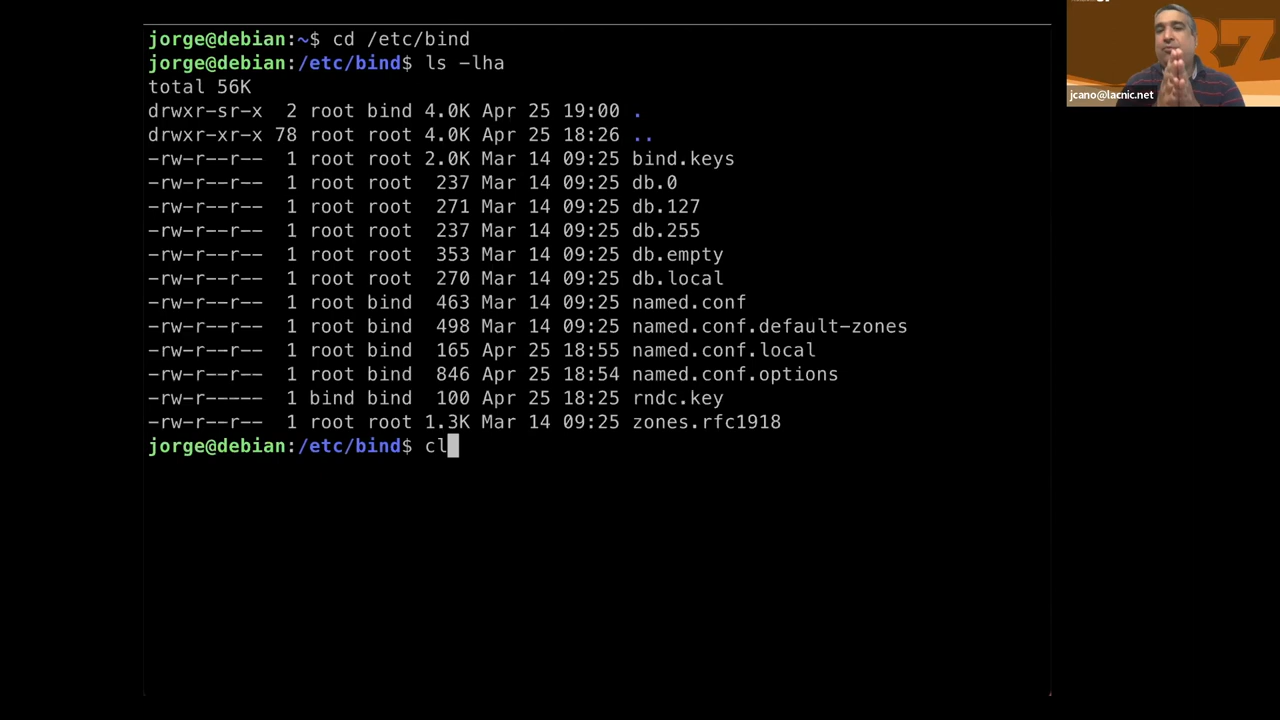 jorge@debian:~$ cd /etc/bind
jorge@debian:/etc/bind$ ls -lha
total 56K
drwxr-sr-x  2 root bind 4.0K Apr 25 19:00 .
drwxr-xr-x 78 root root 4.0K Apr 25 18:26 ..
-rw-r--r--  1 root root 2.0K Mar 14 09:25 bind.keys
-rw-r--r--  1 root root  237 Mar 14 09:25 db.0
-rw-r--r--  1 root root  271 Mar 14 09:25 db.127
-rw-r--r--  1 root root  237 Mar 14 09:25 db.255
-rw-r--r--  1 root root  353 Mar 14 09:25 db.empty
-rw-r--r--  1 root root  270 Mar 14 09:25 db.local
-rw-r--r--  1 root bind  463 Mar 14 09:25 named.conf
-rw-r--r--  1 root bind  498 Mar 14 09:25 named.conf.default-zones
-rw-r--r--  1 root bind  165 Apr 25 18:55 named.conf.local
-rw-r--r--  1 root bind  846 Apr 25 18:54 named.conf.options
-rw-r-----  1 bind bind  100 Apr 25 18:25 rndc.key
-rw-r--r--  1 root root 1.3K Mar 14 09:25 zones.rfc1918
jorge@debian:/etc/bind$ cl
jcano@lacnic.net